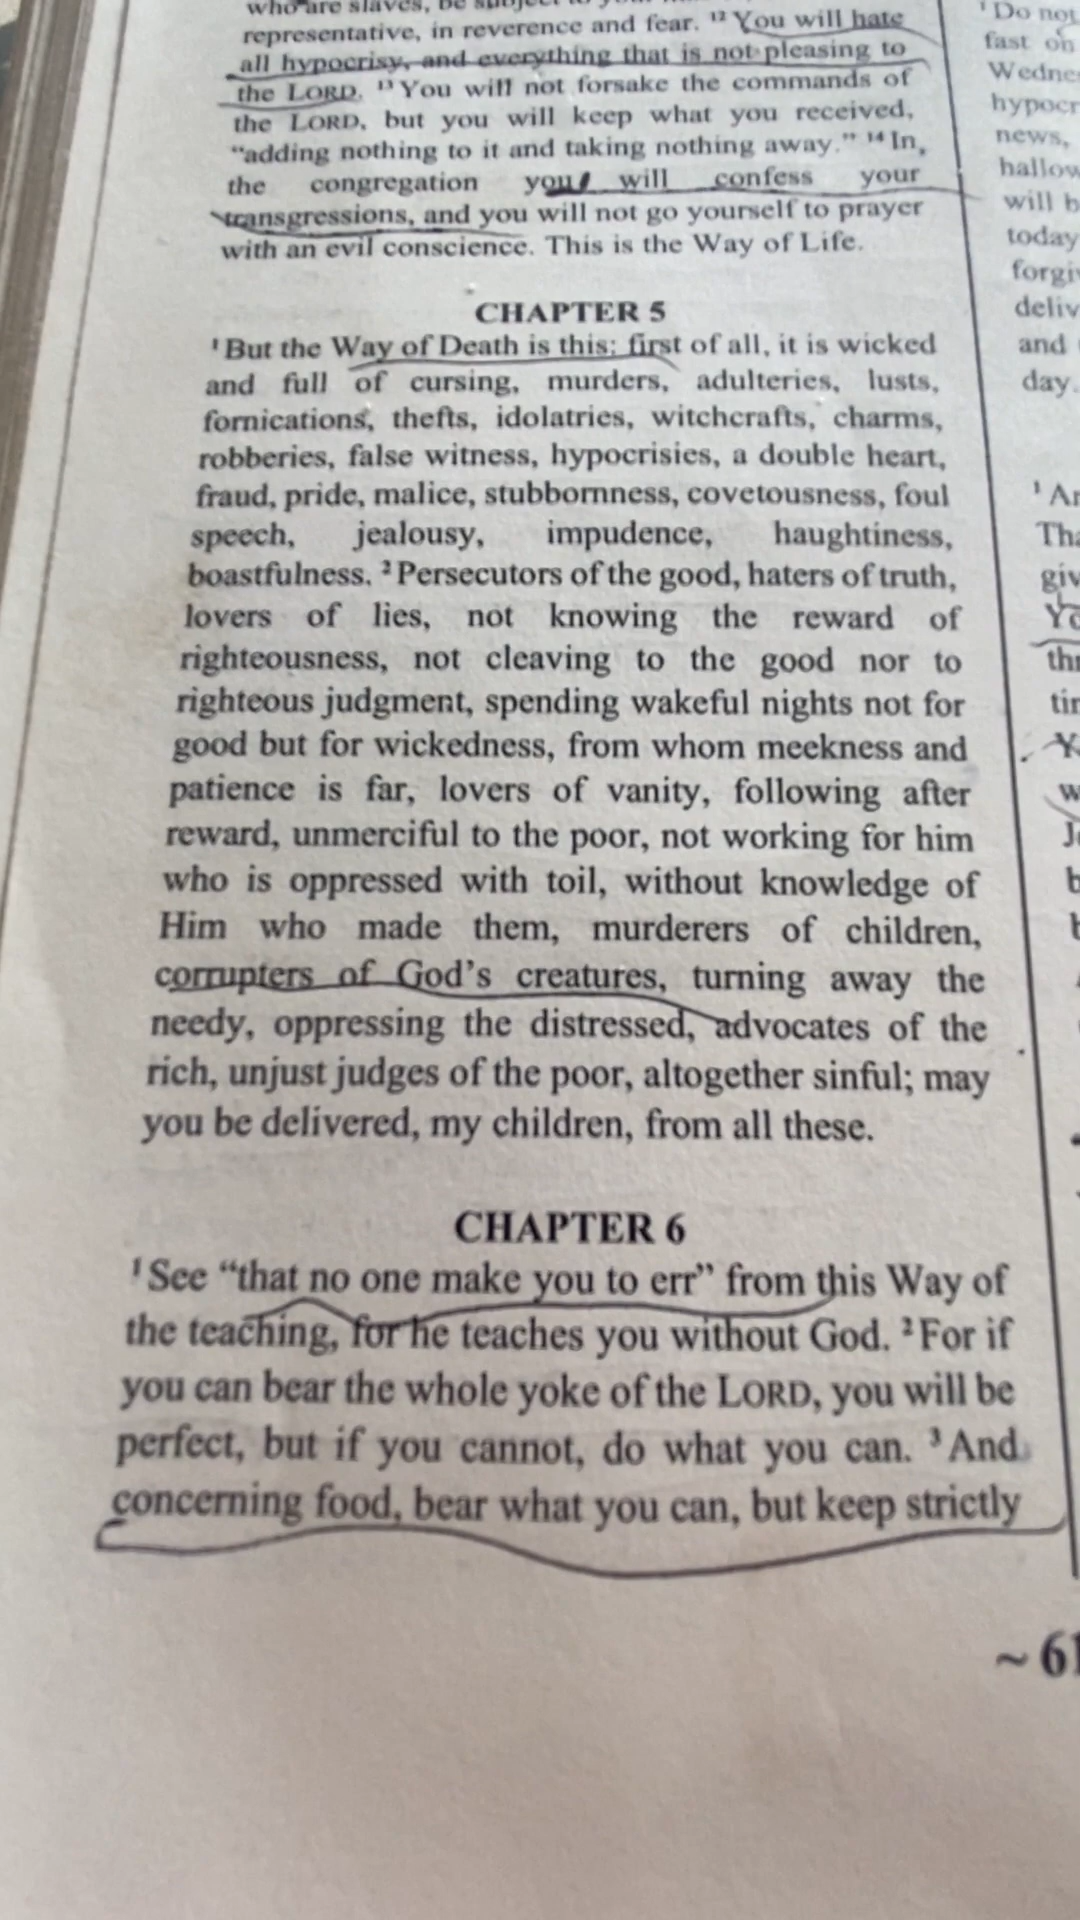 who are slaves, be subject to your
representative, in reverence and fear. ¹² You will hate
all hypocrisy, and everything that is not pleasing to
the LORD. ¹³ You will not forsake the commands of
the LORD, but you will keep what you received,
"adding nothing to it and taking nothing away." ¹⁴ In,
the congregation you will confess your
transgressions, and you will not go yourself to prayer
with an evil conscience. This is the Way of Life.
CHAPTER 5
¹ But the Way of Death is this: first of all, it is wicked
and full of cursing, murders, adulteries, lusts,
fornications, thefts, idolatries, witchcrafts, charms,
robberies, false witness, hypocrisies, a double heart,
fraud, pride, malice, stubbornness, covetousness, foul
speech, jealousy, impudence, haughtiness,
boastfulness. ² Persecutors of the good, haters of truth,
lovers of lies, not knowing the reward of
righteousness, not cleaving to the good nor to
righteous judgment, spending wakeful nights not for
good but for wickedness, from whom meekness and
patience is far, lovers of vanity, following after
reward, unmerciful to the poor, not working for him
who is oppressed with toil, without knowledge of
Him who made them, murderers of children,
corrupters of God's creatures, turning away the
needy, oppressing the distressed, advocates of the
rich, unjust judges of the poor, altogether sinful; may
you be delivered, my children, from all these.
CHAPTER 6
¹ See "that no one make you to err" from this Way of
the teaching, for he teaches you without God. ² For if
you can bear the whole yoke of the LORD, you will be
perfect, but if you cannot, do what you can. ³ And
concerning food, bear what you can, but keep strictly
¹ Do not
fast on
news,
will b
today
and
day.
~ 61